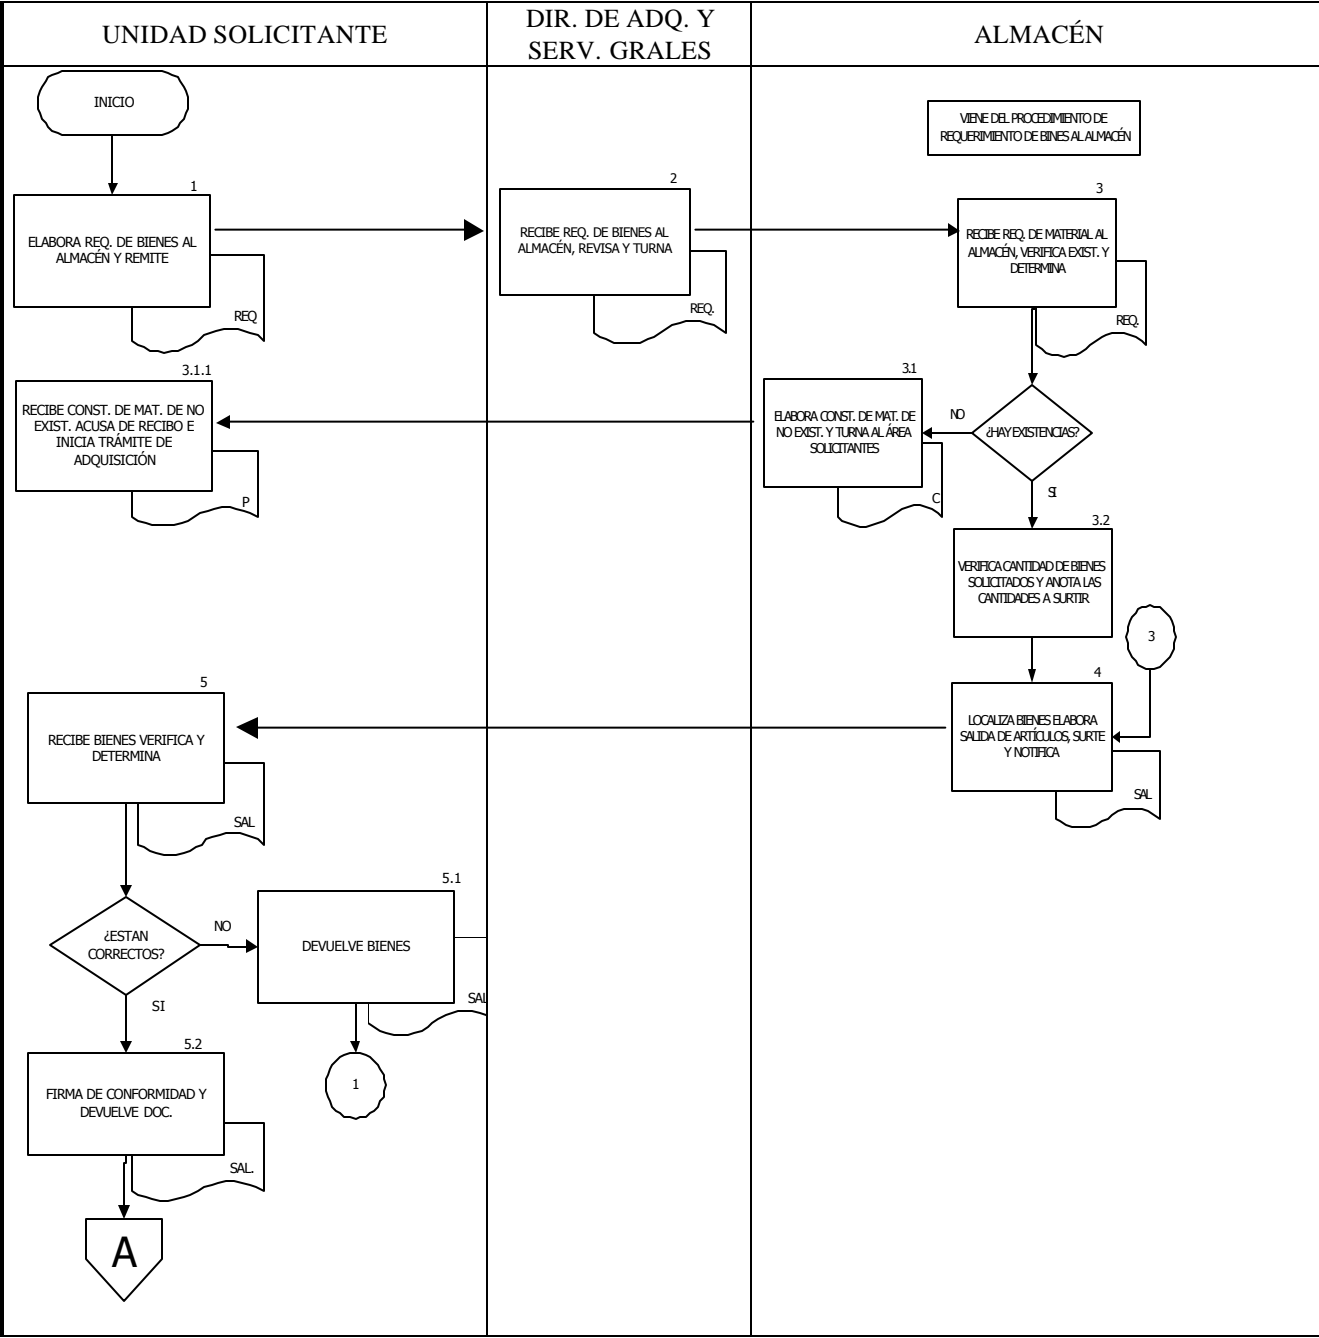 UNIDAD SOLICITANTE
DIR. DE ADQ. Y
SERV. GRALES
ALMACÉN
INICIO
VIENE DEL PROCEDIMIENTO DE
REQUERIMIENTO DE BINES AL ALMACÉN
1
ELABORA REQ. DE BIENES AL
ALMACÉN Y REMITE
REQ
2
RECIBE REQ. DE BIENES AL
ALMACÉN, REVISA Y TURNA
REQ.
3
RECIBE REQ. DE MATERIAL AL
ALMACÉN, VERIFICA EXIST. Y
DETERMINA
REQ.
3.1.1
RECIBE CONST. DE MAT. DE NO
EXIST. ACUSA DE RECIBO E
INICIA TRÁMITE DE
ADQUISICIÓN
P
3.1
ELABORA CONST. DE MAT. DE
NO EXIST. Y TURNA AL ÁREA
SOLICITANTES
C
NO
¿HAY EXISTENCIAS?
SI
3.2
VERIFICA CANTIDAD DE BIENES
SOLICITADOS Y ANOTA LAS
CANTIDADES A SURTIR
3
5
RECIBE BIENES VERIFICA Y
DETERMINA
SAL
4
LOCALIZA BIENES ELABORA
SALIDA DE ARTÍCULOS, SURTE
Y NOTIFICA
SAL
¿ESTAN
CORRECTOS?
NO
SI
5.1
DEVUELVE BIENES
SAL
1
5.2
FIRMA DE CONFORMIDAD Y
DEVUELVE DOC.
SAL.
A